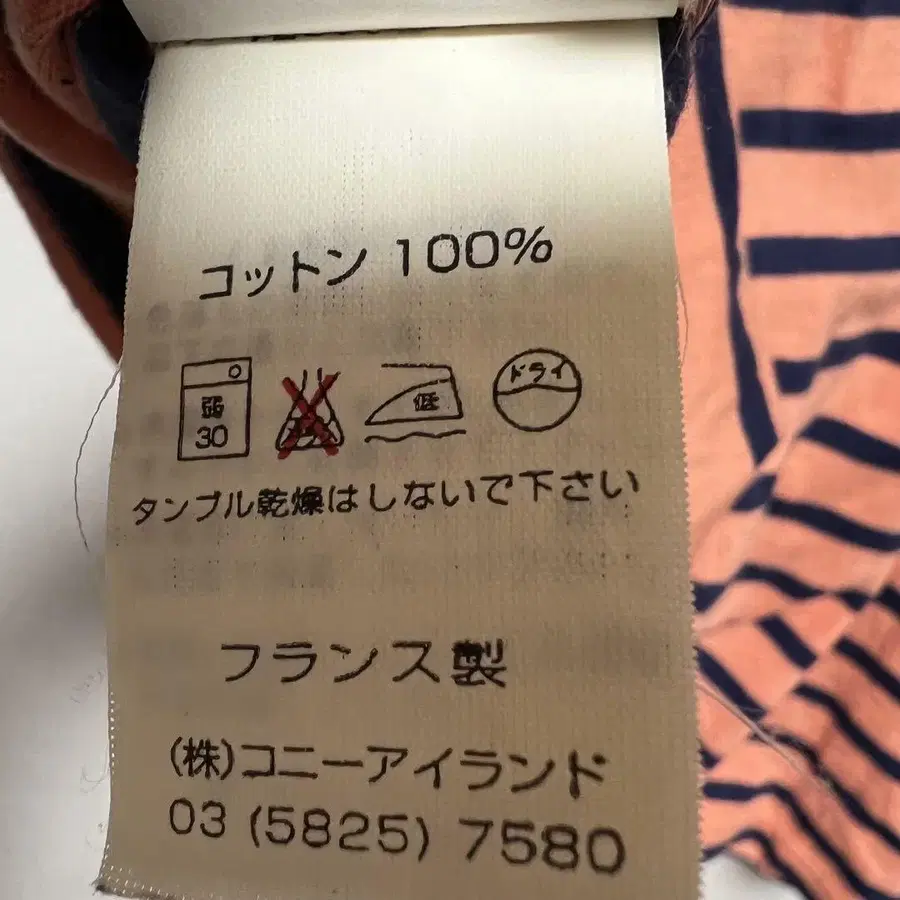 コットン 100%
弱
30
低
ドライ
タンブル乾燥はしないで下さい
フランス製
(株)コニーアイランド
03 (5825) 7580